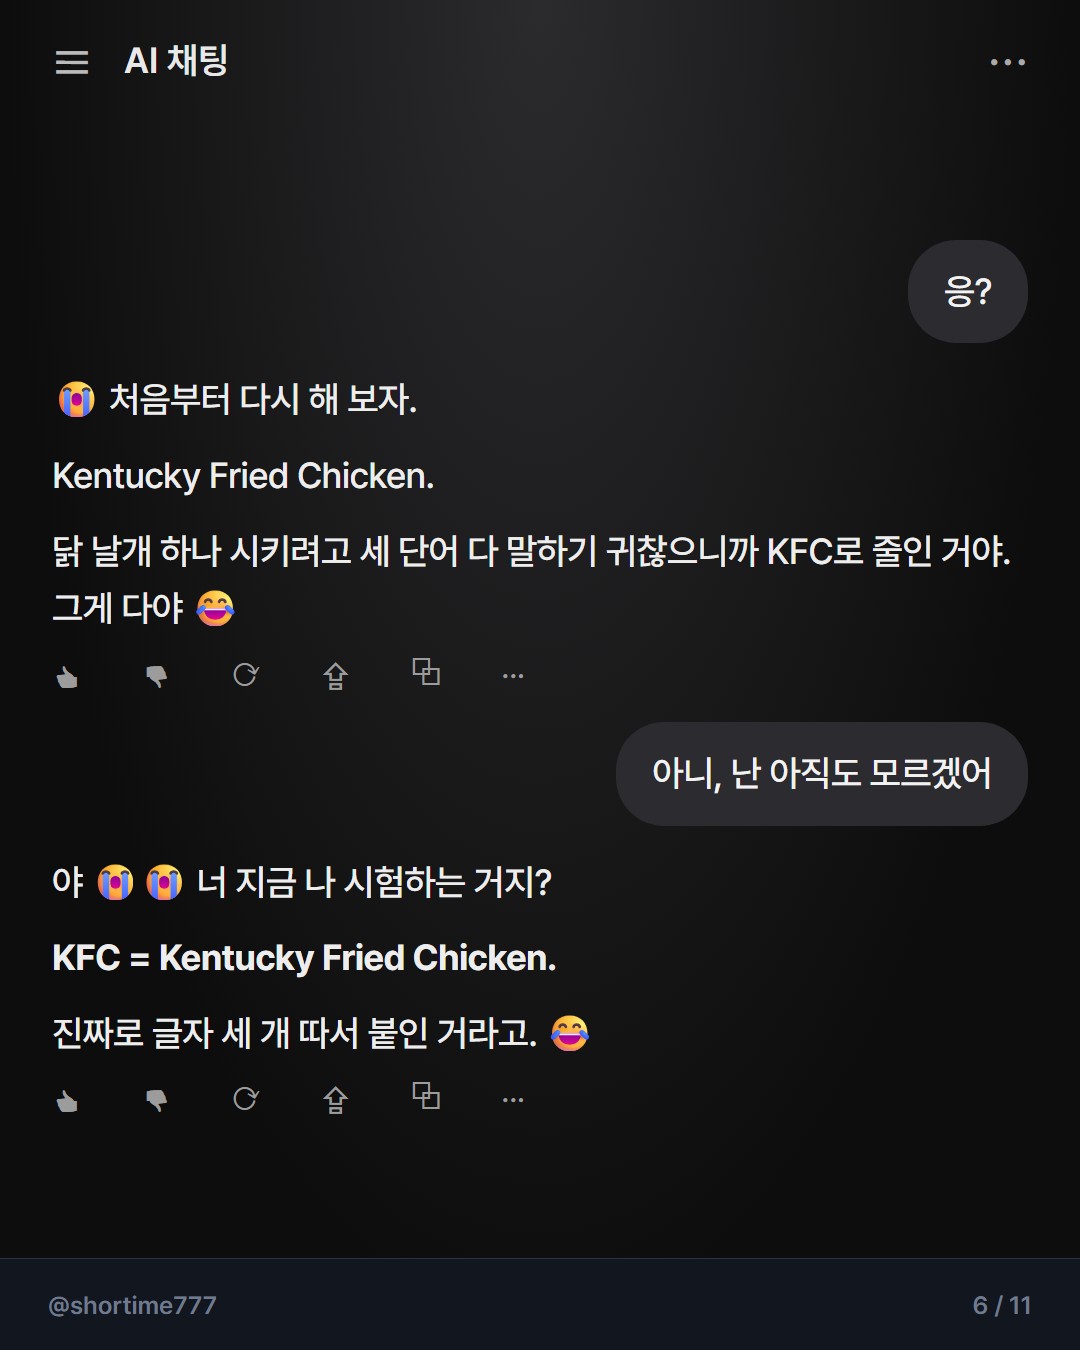 AI 채팅
응?
😭 처음부터 다시 해 보자.
Kentucky Fried Chicken.
닭 날개 하나 시키려고 세 단어 다 말하기 귀찮으니까 KFC로 줄인 거야.
그게 다야 😂
아니, 난 아직도 모르겠어
야 😭 😭 너 지금 나 시험하는 거지?
KFC = Kentucky Fried Chicken.
진짜로 글자 세 개 따서 붙인 거라고. 😂
@shortime777
6 / 11